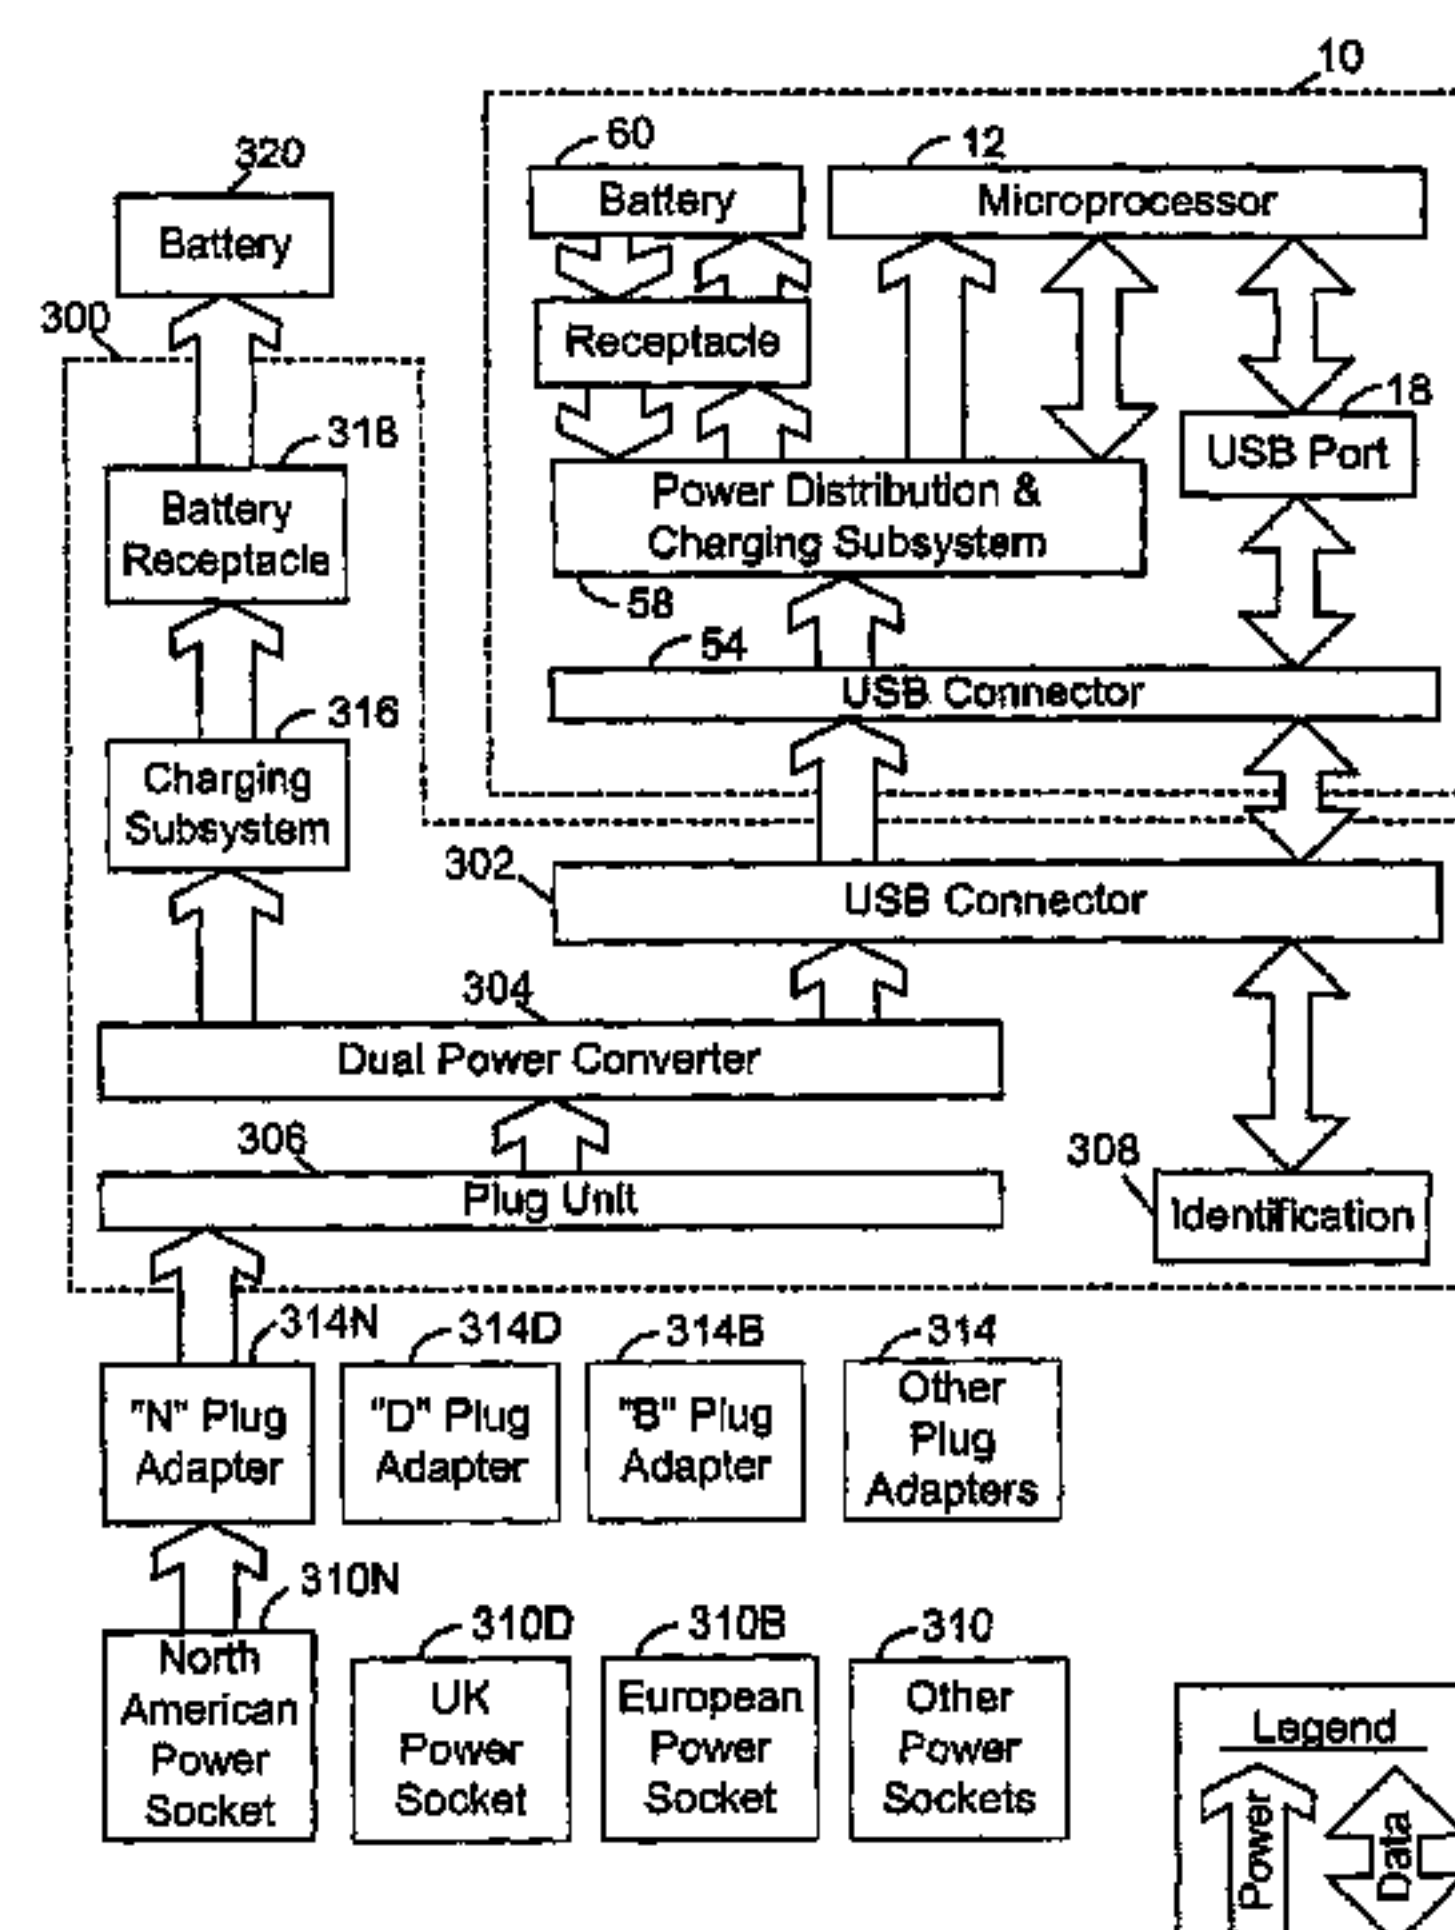 10
60
12
320
Battery
Microprocessor
Battery
300
Receptacle
18
318
USB Port
Battery
Receptacle
Power Distribution &
Charging Subsystem
58
54
USB Connector
316
Charging
Subsystem
302
USB Connector
304
Dual Power Converter
306
308
Plug Unit
Identification
314N
314D
314B
314
"N" Plug
Adapter
"D" Plug
Adapter
"B" Plug
Adapter
Other
Plug
Adapters
310N
310D
310B
310
North
American
Power
Socket
UK
Power
Socket
European
Power
Socket
Other
Power
Sockets
Legend
Power
Data